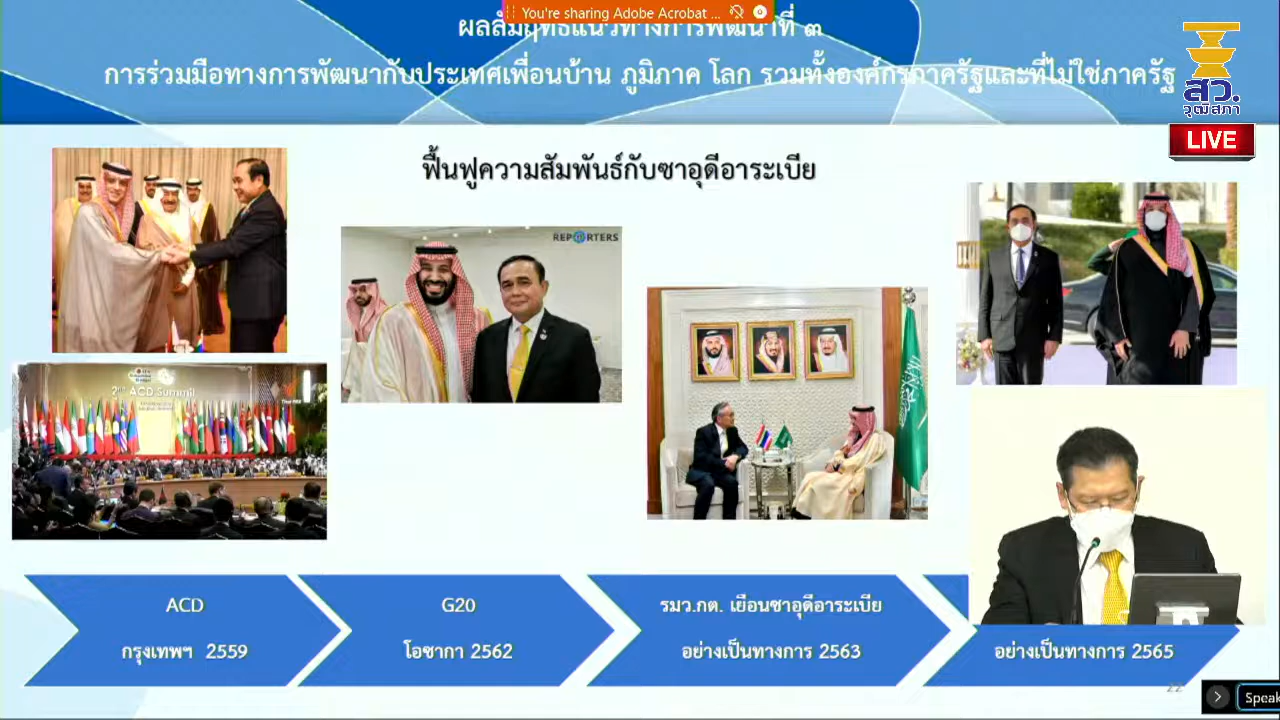 You're sharing Adobe Acrobat ...
ผลสัมฤทธิ์แนวทางการพัฒนาที่ ๓
การร่วมมือทางการพัฒนากับประเทศเพื่อนบ้าน ภูมิภาค โลก รวมทั้งองค์กรภาครัฐและที่ไม่ใช่ภาครัฐ
สว.
วุฒิสภา
LIVE
ฟื้นฟูความสัมพันธ์กับซาอุดีอาระเบีย
REPORTERS
2nd ACD Summit
ACD
กรุงเทพฯ 2559
G20
โอซากา 2562
รมว.กต. เยือนซาอุดีอาระเบีย
อย่างเป็นทางการ 2563
อย่างเป็นทางการ 2565
22
Speak